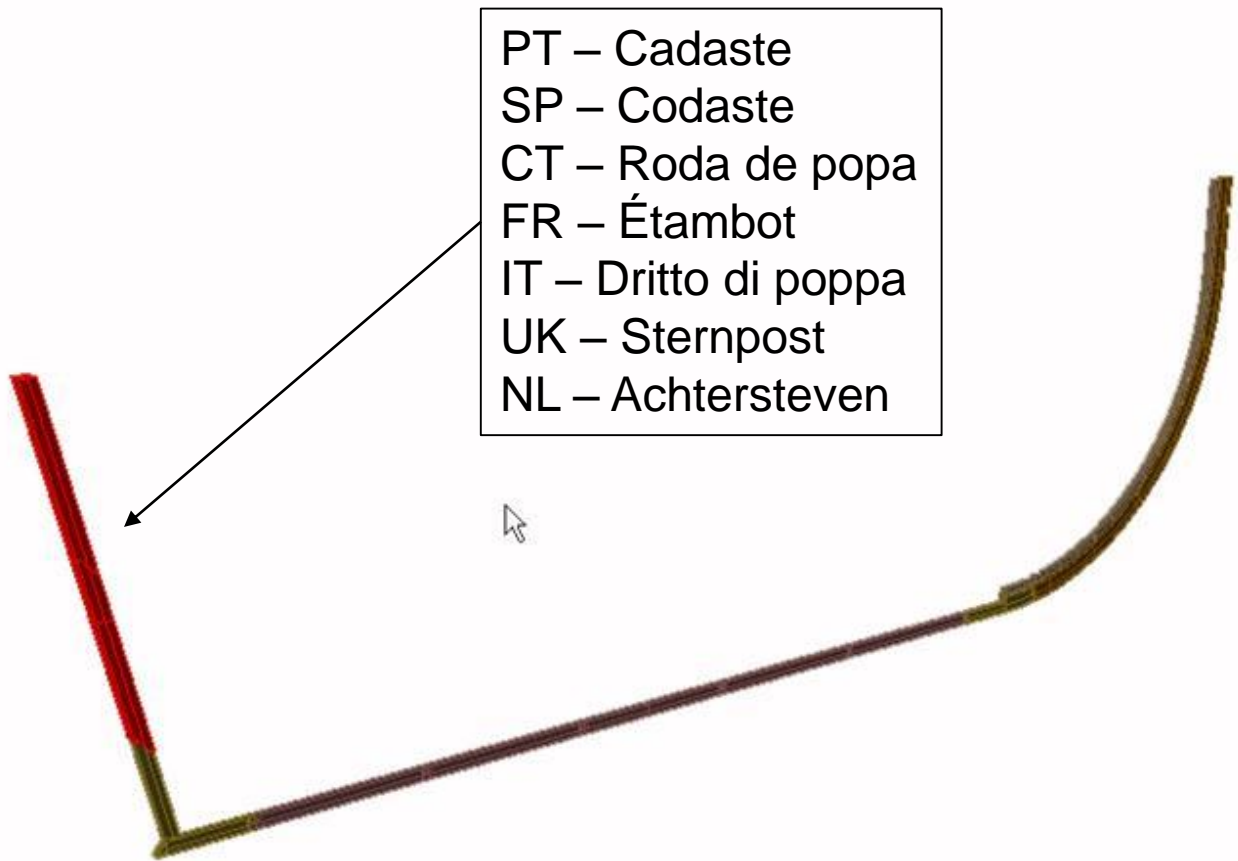 PT – Cadaste
SP – Codaste
CT – Roda de popa
FR – Étambot
IT – Dritto di poppa
UK – Sternpost
NL – Achtersteven